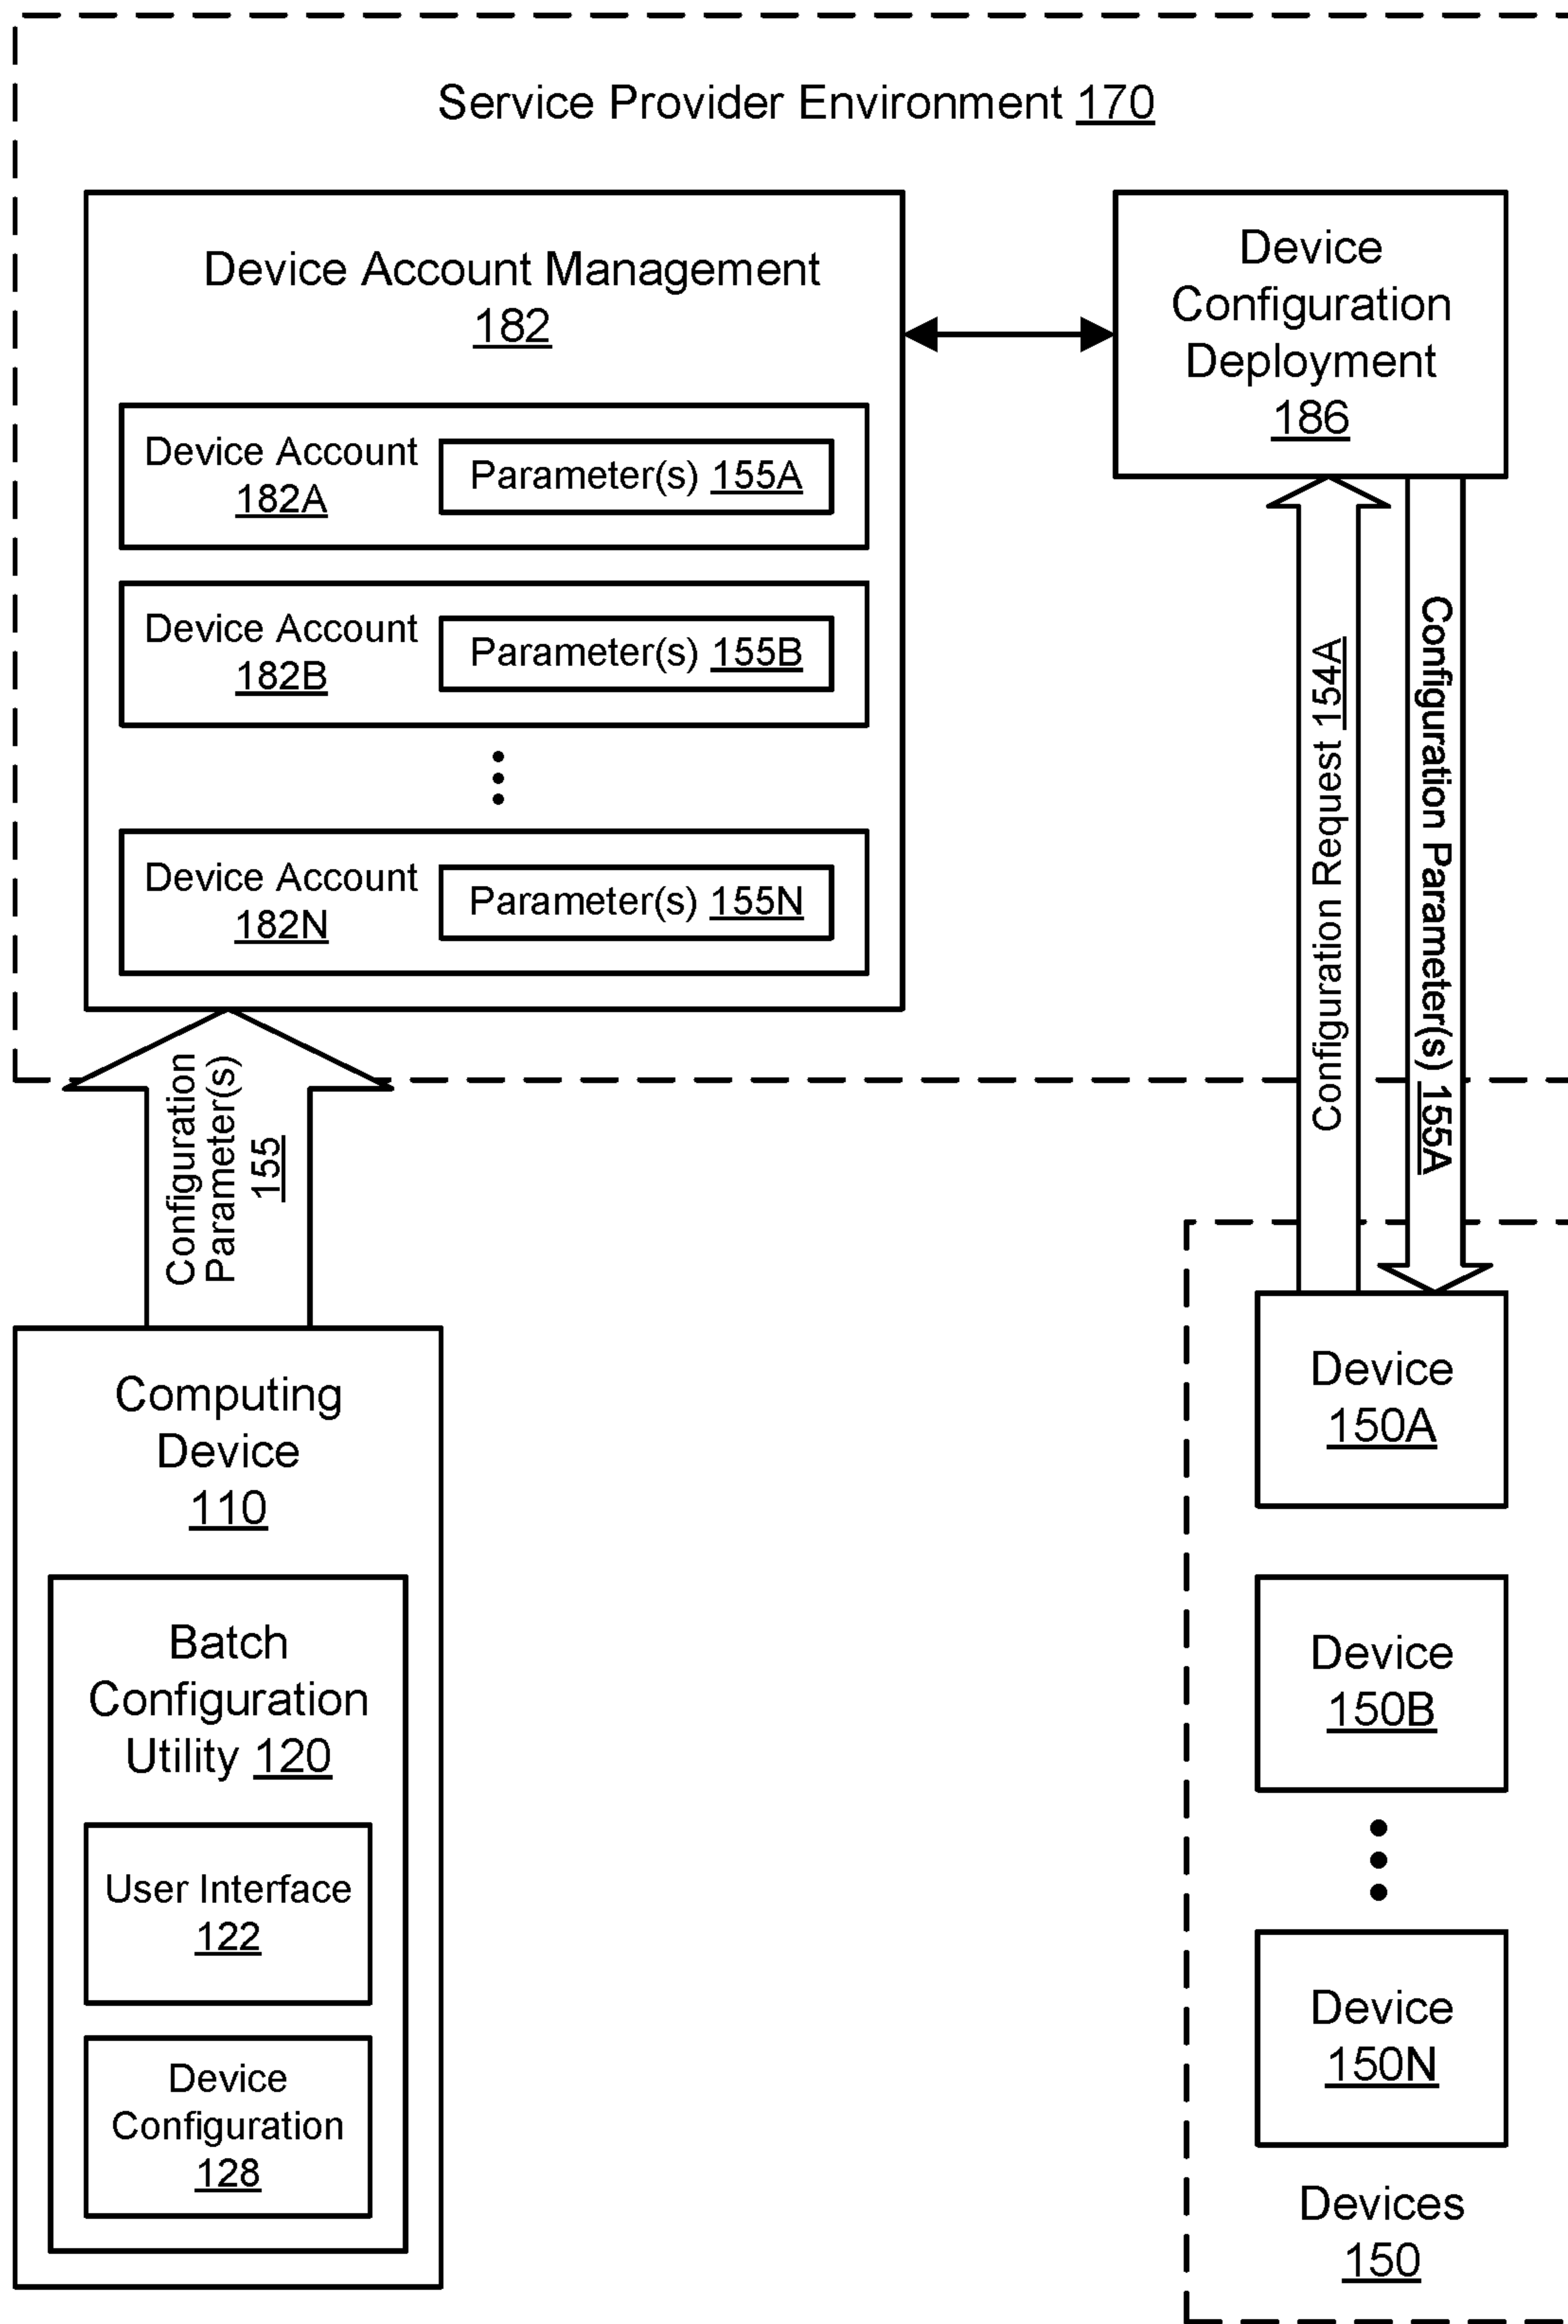 Service Provider Environment 170
Device Account Management
182
Device Account
182A
Parameter(s) 155A
Device Account
182B
Parameter(s) 155B
Device Account
182N
Parameter(s) 155N
Device
Configuration
Deployment
186
Configuration Request 154A
Configuration Parameter(s) 155A
Configuration
Parameter(s)
155
Computing
Device
110
Batch
Configuration
Utility 120
User Interface
122
Device
Configuration
128
Device
150A
Device
150B
Device
150N
Devices
150